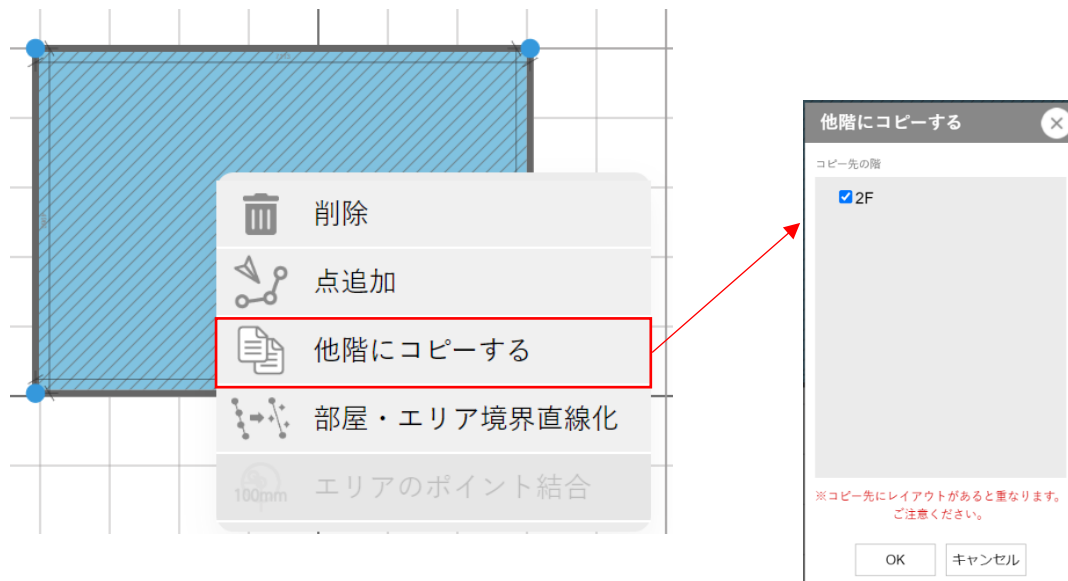 削除
点追加
他階にコピーする
部屋・エリア境界直線化
100mm エリアのポイント結合
他階にコピーする
コピー先の階
2F
※コピー先にレイアウトがあると重なります。
ご注意ください。
OK キャンセル